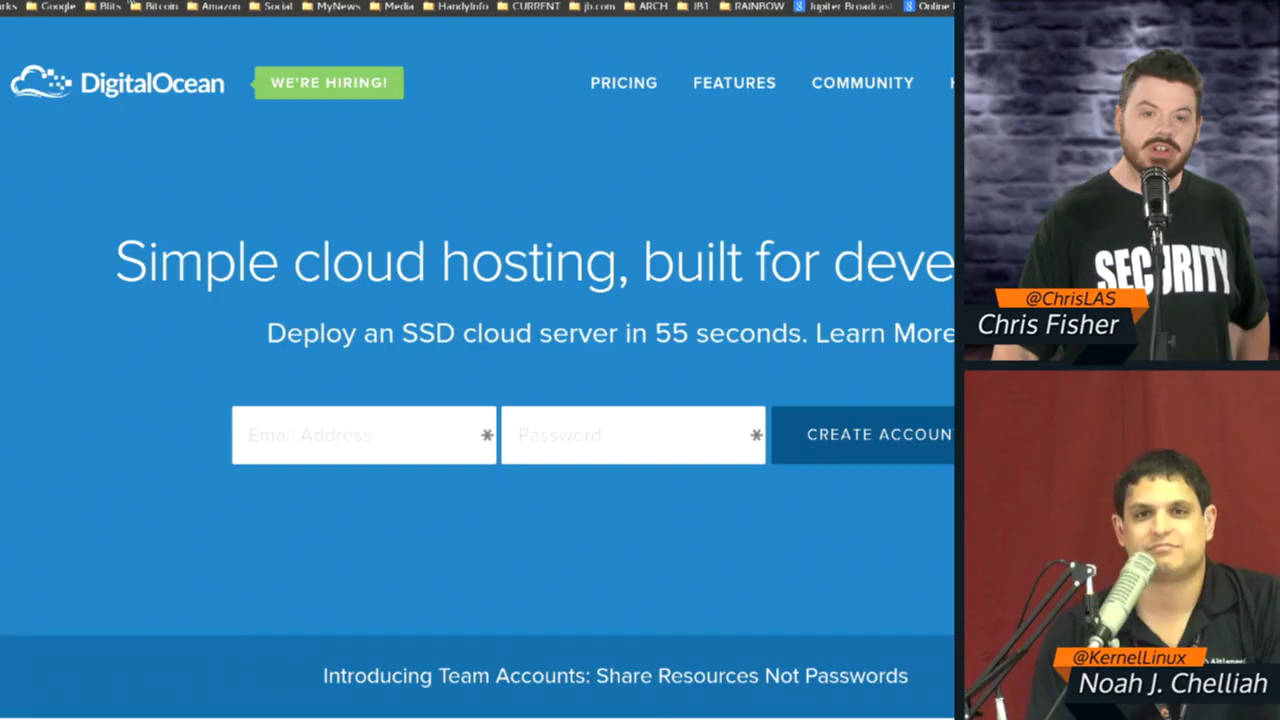 Google Blits Bitcoin Amazon Social MyNews Media HandyInfo CURRENT jb.com ARCH JB1 RAINBOW Jupiter Broadcast Online
DigitalOcean
WE'RE HIRING!
PRICING FEATURES COMMUNITY
Simple cloud hosting, built for deve
Deploy an SSD cloud server in 55 seconds. Learn More
Email Address
Password
CREATE ACCOUN
Introducing Team Accounts: Share Resources Not Passwords
SECURITY
@ChrisLAS
Chris Fisher
@KernelLinux
Noah J. Chelliah